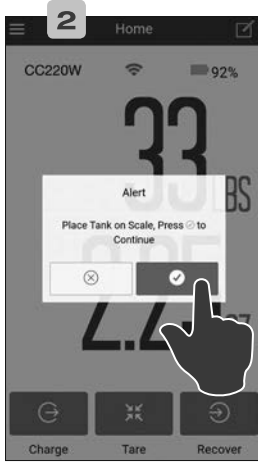 2
Home
CC220W 92%
33
LBS
Alert
Place Tank on Scale, Press ✓ to
Continue
Charge Tare Recover